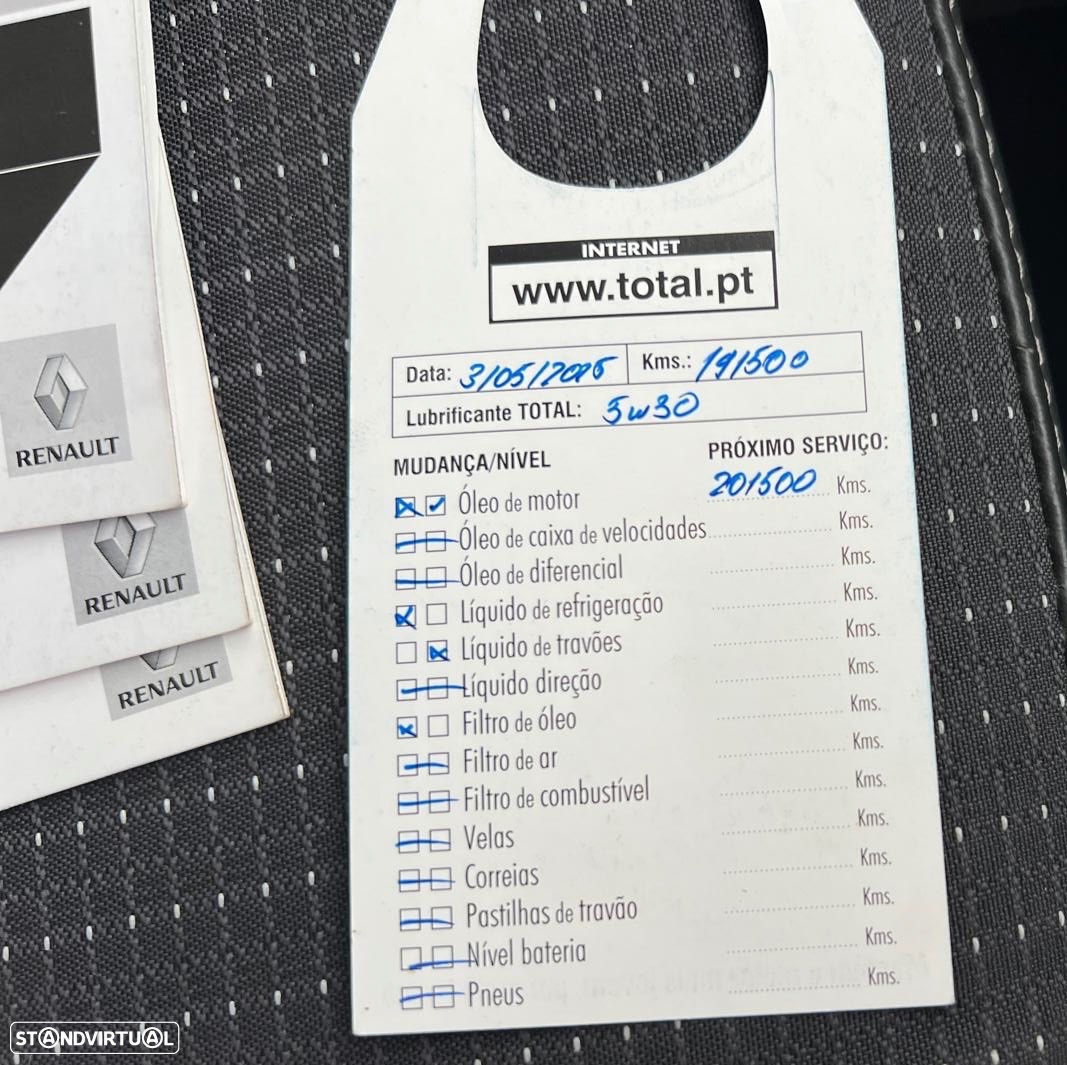 INTERNET
www.total.pt
Data: 3/05/2025 Kms.: 191500
Lubrificante TOTAL: 5w30
MUDANÇA/NÍVEL PRÓXIMO SERVIÇO:
Óleo de motor 201500 Kms.
Óleo de caixa de velocidades Kms.
Óleo de diferencial Kms.
Líquido de refrigeração Kms.
Líquido de travões Kms.
Líquido direção Kms.
Filtro de óleo Kms.
Filtro de ar Kms.
Filtro de combustível Kms.
Velas Kms.
Correias Kms.
Pastilhas de travão Kms.
Nível bateria Kms.
Pneus Kms.
RENAULT
RENAULT
RENAULT
STANDVIRTUAL